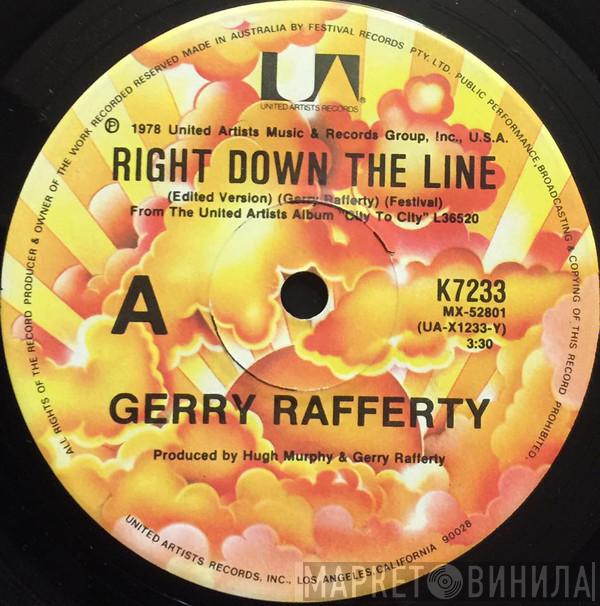 ALL RIGHTS OF THE RECORD PRODUCER & OWNER OF THE WORK RECORDED RESERVED MADE IN AUSTRALIA BY FESTIVAL RECORDS PTY. LTD. PUBLIC PERFORMANCE, BROADCASTING & COPYING OF THIS RECORD PROHIBITED.
UA
UNITED ARTISTS RECORDS ®
℗ 1978 United Artists Music & Records Group, Inc., U.S.A.
RIGHT DOWN THE LINE
(Edited Version) (Gerry Rafferty) (Festival)
From The United Artists Album "City To City" L36520
A
K7233
MX-52801
(UA-X1233-Y)
3:30
GERRY RAFFERTY
Produced by Hugh Murphy & Gerry Rafferty
UNITED ARTISTS RECORDS, INC., LOS ANGELES, CALIFORNIA 90028
МАРКЕТ ВИНИЛА